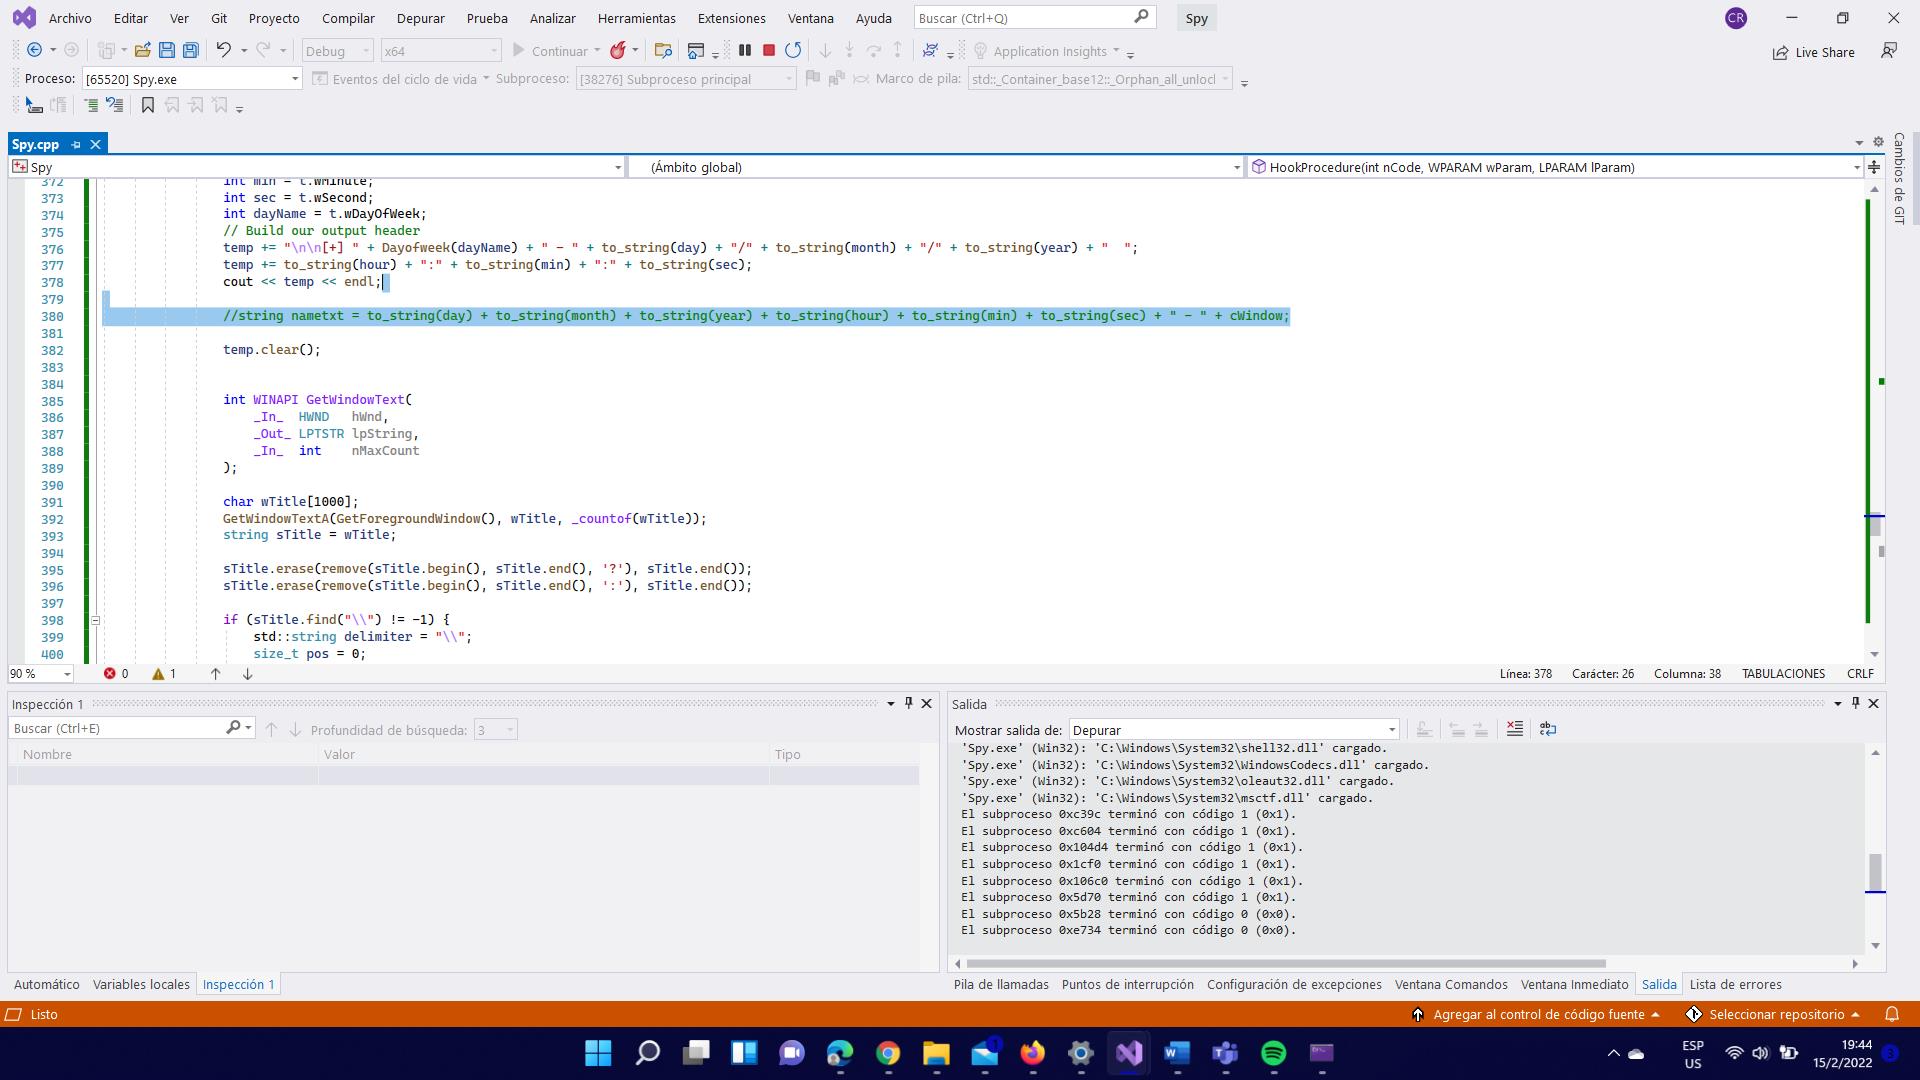 Archivo Editar Ver Git Proyecto Compilar Depurar Prueba Analizar Herramientas Extensiones Ventana Ayuda Buscar (Ctrl+Q) Spy CR
Debug x64 Continuar Application Insights Live Share
Proceso: [65520] Spy.exe Eventos del ciclo de vida Subproceso: [38276] Subproceso principal Marco de pila: std::_Container_base12::_Orphan_all_unlocl
Spy.cpp
Cambios de GIT
Spy (Ámbito global) HookProcedure(int nCode, WPARAM wParam, LPARAM lParam)
372 int min = t.wMinute;
373 int sec = t.wSecond;
374 int dayName = t.wDayOfWeek;
375 // Build our output header
376 temp += "\n\n[+] " + Dayofweek(dayName) + " - " + to_string(day) + "/" + to_string(month) + "/" + to_string(year) + "  ";
377 temp += to_string(hour) + ":" + to_string(min) + ":" + to_string(sec);
378 cout << temp << endl;
379
380 //string nametxt = to_string(day) + to_string(month) + to_string(year) + to_string(hour) + to_string(min) + to_string(sec) + " - " + cWindow;
381
382 temp.clear();
383
384
385 int WINAPI GetWindowText(
386 _In_ HWND hWnd,
387 _Out_ LPTSTR lpString,
388 _In_ int nMaxCount
389 );
390
391 char wTitle[1000];
392 GetWindowTextA(GetForegroundWindow(), wTitle, _countof(wTitle));
393 string sTitle = wTitle;
394
395 sTitle.erase(remove(sTitle.begin(), sTitle.end(), '?'), sTitle.end());
396 sTitle.erase(remove(sTitle.begin(), sTitle.end(), ':'), sTitle.end());
397
398 if (sTitle.find("\\") != -1) {
399 std::string delimiter = "\\";
400 size_t pos = 0;
90 % 0 1 Línea: 378 Carácter: 26 Columna: 38 TABULACIONES CRLF
Inspección 1
Buscar (Ctrl+E) Profundidad de búsqueda: 3
Nombre Valor Tipo
Salida
Mostrar salida de: Depurar
'Spy.exe' (Win32): 'C:\Windows\System32\shell32.dll' cargado.
'Spy.exe' (Win32): 'C:\Windows\System32\WindowsCodecs.dll' cargado.
'Spy.exe' (Win32): 'C:\Windows\System32\oleaut32.dll' cargado.
'Spy.exe' (Win32): 'C:\Windows\System32\msctf.dll' cargado.
El subproceso 0xc39c terminó con código 1 (0x1).
El subproceso 0xc604 terminó con código 1 (0x1).
El subproceso 0x104d4 terminó con código 1 (0x1).
El subproceso 0x1cf0 terminó con código 1 (0x1).
El subproceso 0x106c0 terminó con código 1 (0x1).
El subproceso 0x5d70 terminó con código 1 (0x1).
El subproceso 0x5b28 terminó con código 0 (0x0).
El subproceso 0xe734 terminó con código 0 (0x0).
Automático Variables locales Inspección 1
Pila de llamadas Puntos de interrupción Configuración de excepciones Ventana Comandos Ventana Inmediato Salida Lista de errores
Listo Agregar al control de código fuente Seleccionar repositorio
ESP
US
19:44
15/2/2022
3